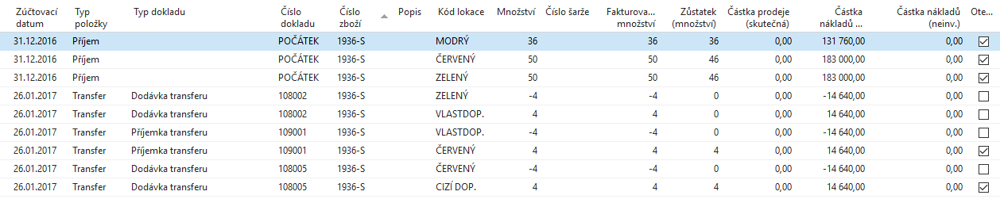 Zúčtovací datum Typ položky Typ dokladu Číslo dokladu Číslo zboží Popis Kód lokace Množství Číslo šarže Fakturova... množství Zůstatek (množství) Částka prodeje (skutečná) Částka nákladů ... Částka nákladů (neinv.) Ote...
31.12.2016 Příjem POČÁTEK 1936-S MODRÝ 36 36 36 0,00 131 760,00 0,00
31.12.2016 Příjem POČÁTEK 1936-S ČERVENÝ 50 50 46 0,00 183 000,00 0,00
31.12.2016 Příjem POČÁTEK 1936-S ZELENÝ 50 50 46 0,00 183 000,00 0,00
26.01.2017 Transfer Dodávka transferu 108002 1936-S ZELENÝ -4 -4 0 0,00 -14 640,00 0,00
26.01.2017 Transfer Dodávka transferu 108002 1936-S VLASTDOP. 4 4 0 0,00 14 640,00 0,00
26.01.2017 Transfer Příjemka transferu 109001 1936-S VLASTDOP. -4 -4 0 0,00 -14 640,00 0,00
26.01.2017 Transfer Příjemka transferu 109001 1936-S ČERVENÝ 4 4 4 0,00 14 640,00 0,00
26.01.2017 Transfer Dodávka transferu 108005 1936-S ČERVENÝ -4 -4 0 0,00 -14 640,00 0,00
26.01.2017 Transfer Dodávka transferu 108005 1936-S CIZÍ DOP. 4 4 4 0,00 14 640,00 0,00